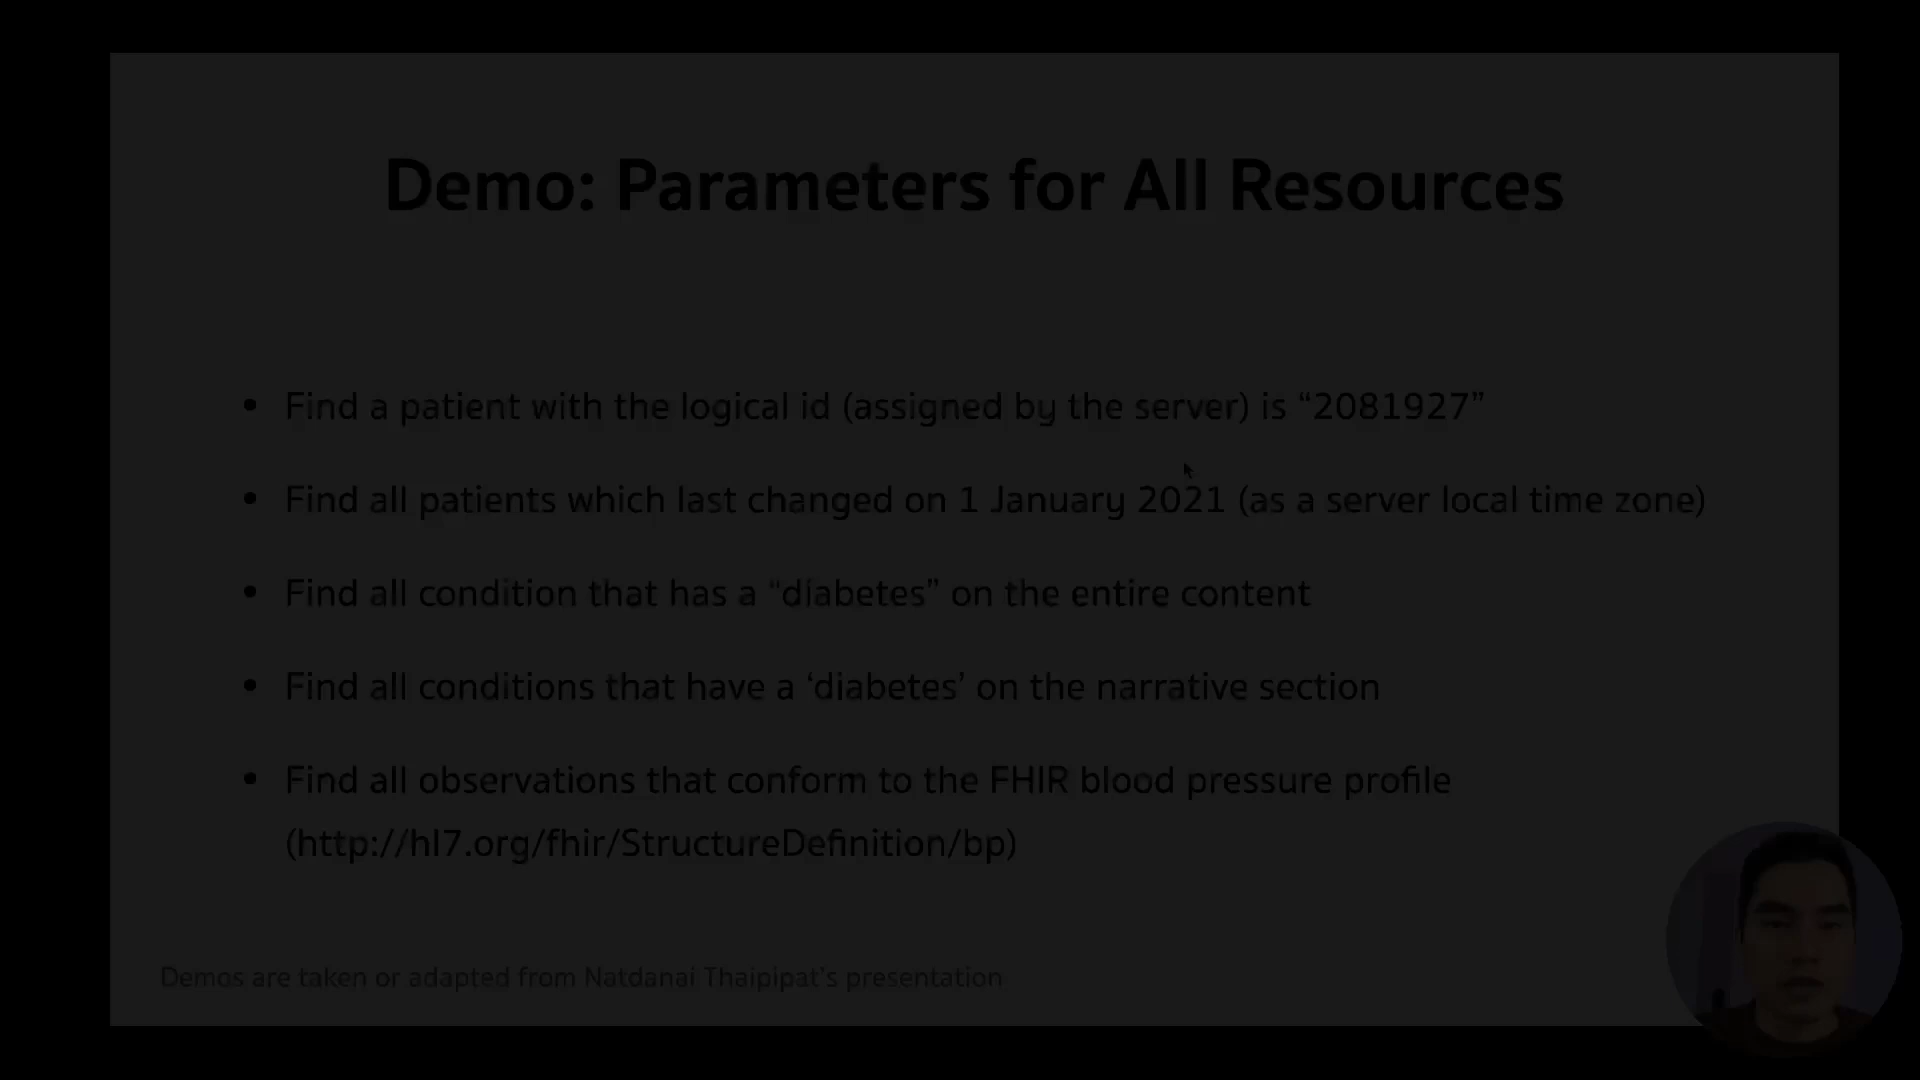 Demo: Parameters for All Resources
• Find a patient with the logical id (assigned by the server) is “2081927”
• Find all patients which last changed on 1 January 2021 (as a server local time zone)
• Find all condition that has a “diabetes” on the entire content
• Find all conditions that have a ‘diabetes’ on the narrative section
• Find all observations that conform to the FHIR blood pressure profile
(http://hl7.org/fhir/StructureDefinition/bp)
Demos are taken or adapted from Natdanai Thaipipat’s presentation